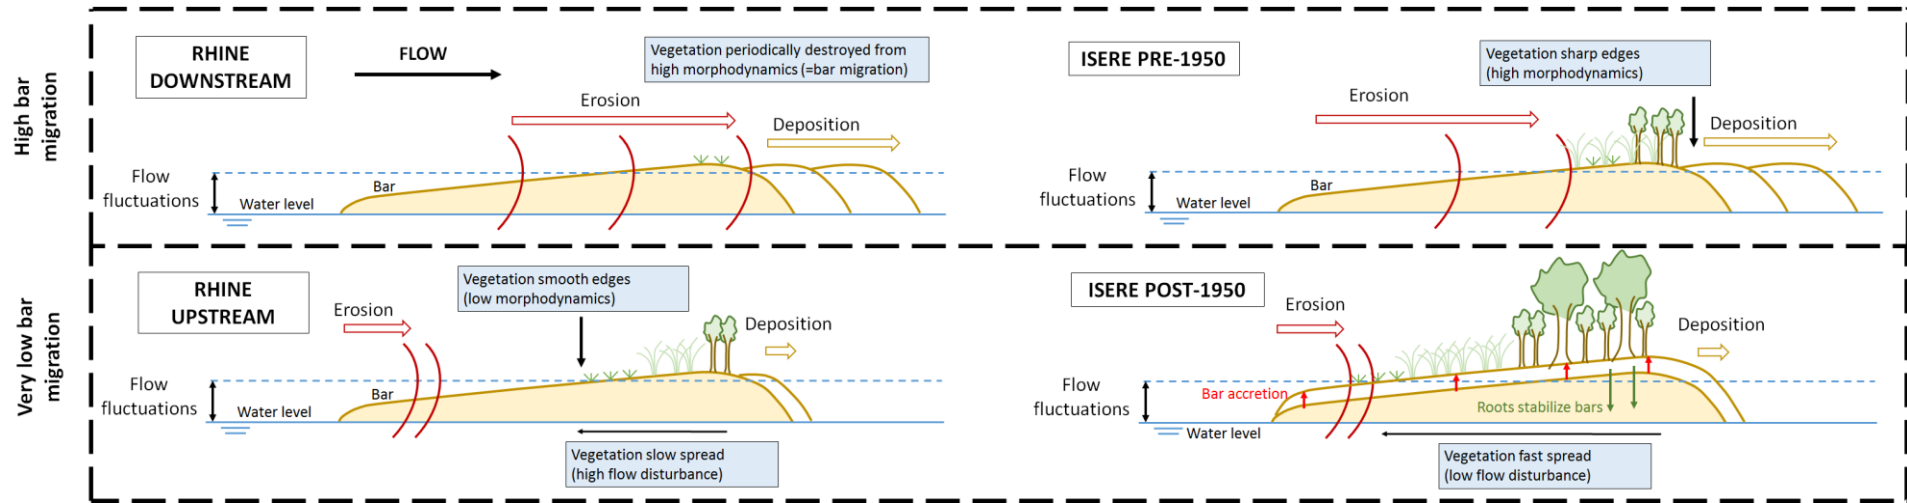 High bar
migration
RHINE
DOWNSTREAM
FLOW
Vegetation periodically destroyed from
high morphodynamics (=bar migration)
Erosion
Deposition
Flow
fluctuations
Bar
Water level
ISERE PRE-1950
Vegetation sharp edges
(high morphodynamics)
Erosion
Deposition
Flow
fluctuations
Bar
Water level
Very low bar
migration
RHINE
UPSTREAM
Vegetation smooth edges
(low morphodynamics)
Erosion
Deposition
Flow
fluctuations
Bar
Water level
Vegetation slow spread
(high flow disturbance)
ISERE POST-1950
Erosion
Deposition
Flow
fluctuations
Bar accretion
Roots stabilize bars
Water level
Vegetation fast spread
(low flow disturbance)